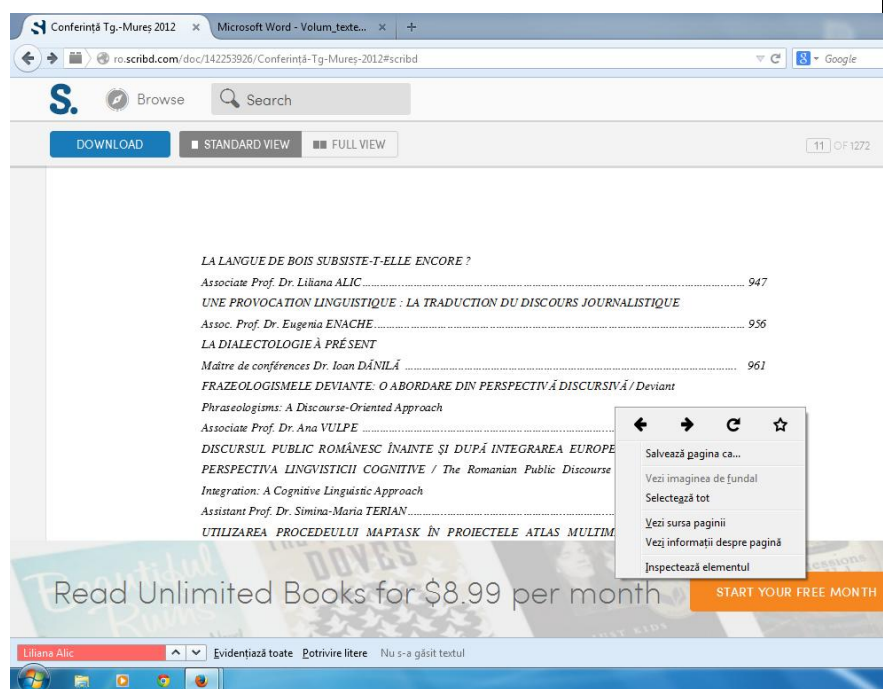 Conferință Tg.-Mureș 2012 × Microsoft Word - Volum_texte... × +
ro.scribd.com/doc/142253926/Conferință-Tg-Mureș-2012#scribd
Google
S. Browse Search
DOWNLOAD STANDARD VIEW FULL VIEW 11 OF 1272
LA LANGUE DE BOIS SUBSISTE-T-ELLE ENCORE ?
Associate Prof. Dr. Liliana ALIC 947
UNE PROVOCATION LINGUISTIQUE : LA TRADUCTION DU DISCOURS JOURNALISTIQUE
Assoc. Prof. Dr. Eugenia ENACHE 956
LA DIALECTOLOGIE À PRÉSENT
Maître de conférences Dr. Ioan DĂNILĂ 961
FRAZEOLOGISMELE DEVIANTE: O ABORDARE DIN PERSPECTIVĂ DISCURSIVĂ / Deviant
Phraseologisms: A Discourse-Oriented Approach
Associate Prof. Dr. Ana VULPE
DISCURSUL PUBLIC ROMÂNESC ÎNAINTE ȘI DUPĂ INTEGRAREA EUROPE
PERSPECTIVA LINGVISTICII COGNITIVE / The Romanian Public Discourse
Integration: A Cognitive Linguistic Approach
Assistant Prof. Dr. Simina-Maria TERIAN
UTILIZAREA PROCEDEULUI MAPTASK ÎN PROIECTELE ATLAS MULTIM
Salvează pagina ca...
Vezi imaginea de fundal
Selectează tot
Vezi sursa paginii
Vezi informații despre pagină
Inspectează elementul
Read Unlimited Books for $8.99 per month
START YOUR FREE MONTH
Liliana Alic Evidențiază toate Potrivire litere Nu s-a găsit textul